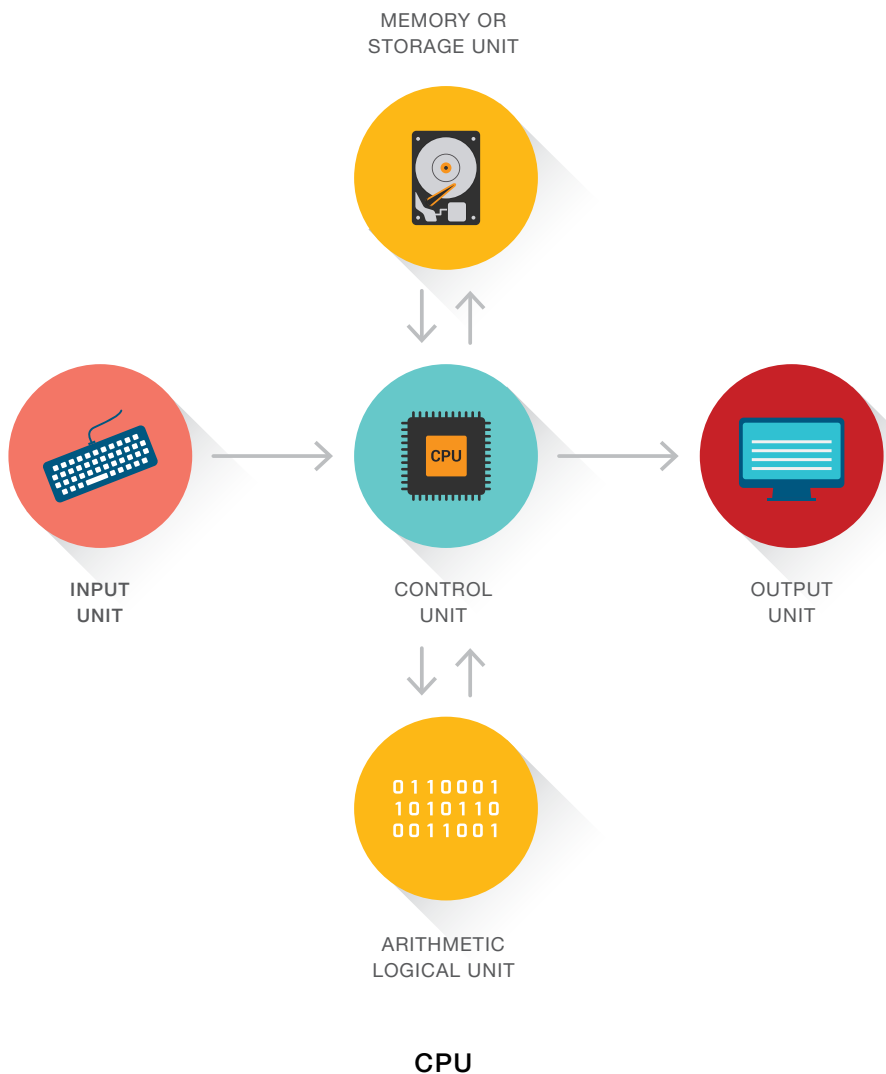 MEMORY OR
STORAGE UNIT
CPU
INPUT
UNIT
CONTROL
UNIT
OUTPUT
UNIT
0110001
1010110
0011001
ARITHMETIC
LOGICAL UNIT
CPU